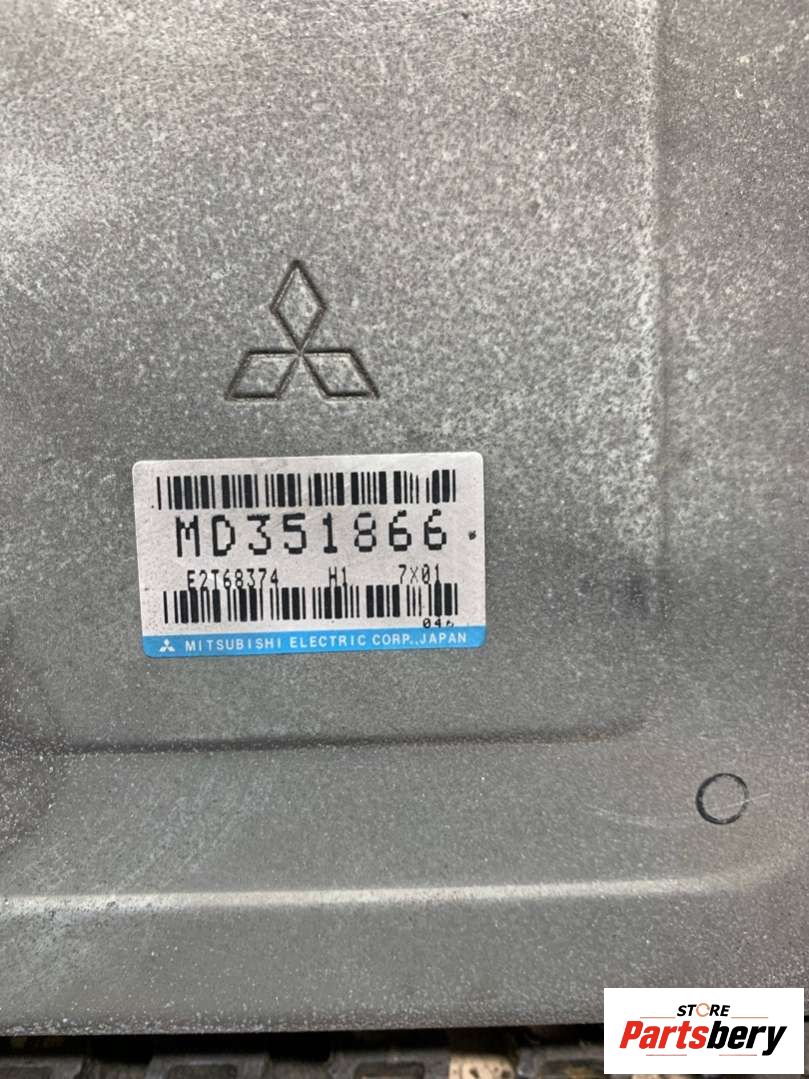 MD351866
E2T68374 H1 7X01
MITSUBISHI ELECTRIC CORP.,JAPAN
STORE
Partsbery